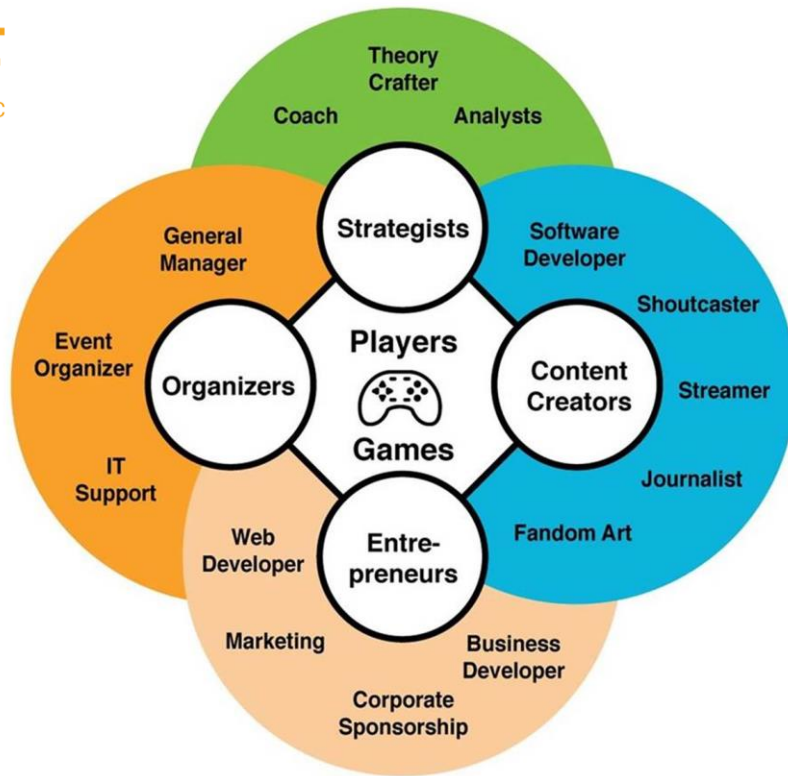 Theory
Crafter
Coach
Analysts
Strategists
General
Manager
Software
Developer
Shoutcaster
Event
Organizer
Organizers
Players
Games
Content
Creators
Streamer
IT
Support
Journalist
Fandom Art
Web
Developer
Entre-
preneurs
Marketing
Business
Developer
Corporate
Sponsorship